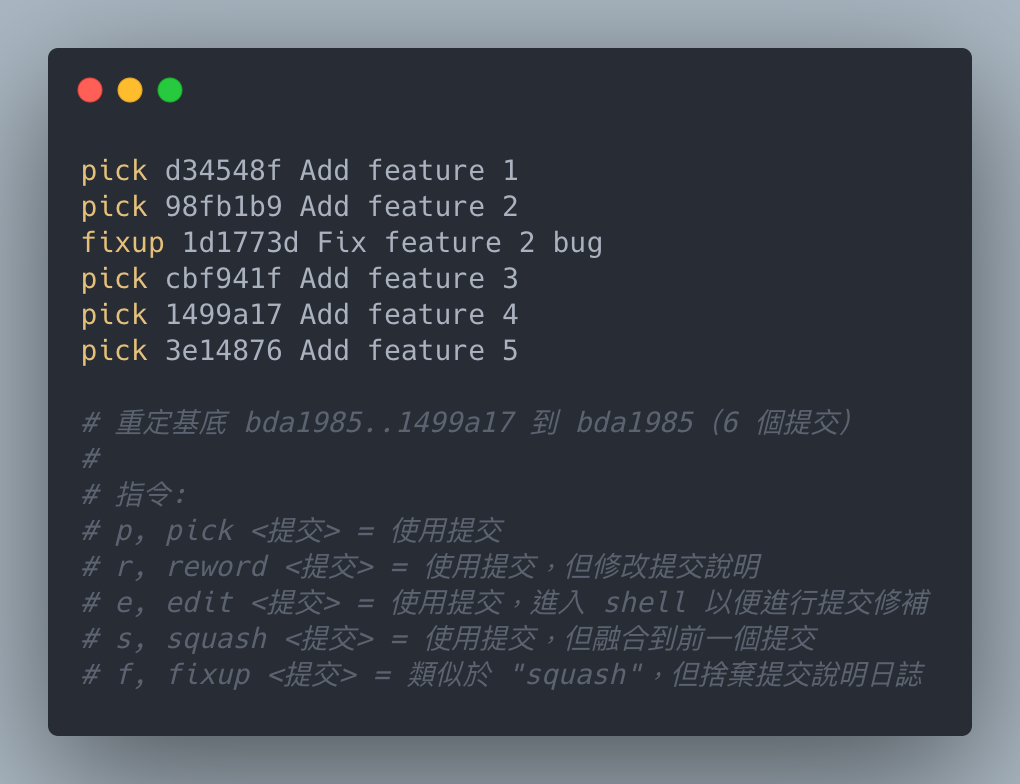 pick d34548f Add feature 1
pick 98fb1b9 Add feature 2
fixup 1d1773d Fix feature 2 bug
pick cbf941f Add feature 3
pick 1499a17 Add feature 4
pick 3e14876 Add feature 5
# 重定基底 bda1985..1499a17 到 bda1985（6 個提交）
#
# 指令:
# p, pick <提交> = 使用提交
# r, reword <提交> = 使用提交，但修改提交說明
# e, edit <提交> = 使用提交，進入 shell 以便進行提交修補
# s, squash <提交> = 使用提交，但融合到前一個提交
# f, fixup <提交> = 類似於 "squash"，但捨棄提交說明日誌